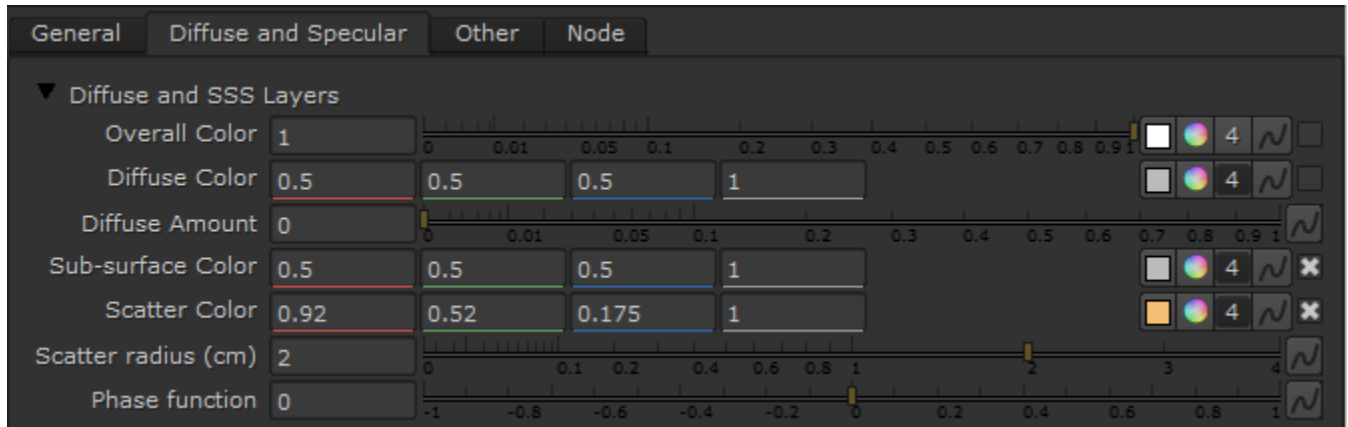 General Diffuse and Specular Other Node
Diffuse and SSS Layers
Overall Color 1 0 0.01 0.05 0.1 0.2 0.3 0.4 0.5 0.6 0.7 0.8 0.9 1 4
Diffuse Color 0.5 0.5 0.5 1 4
Diffuse Amount 0 0 0.01 0.05 0.1 0.2 0.3 0.4 0.5 0.6 0.7 0.8 0.9 1
Sub-surface Color 0.5 0.5 0.5 1 4
Scatter Color 0.92 0.52 0.175 1 4
Scatter radius (cm) 2 0 0.1 0.2 0.4 0.6 0.8 1 2 3 4
Phase function 0 -1 -0.8 -0.6 -0.4 -0.2 0 0.2 0.4 0.6 0.8 1